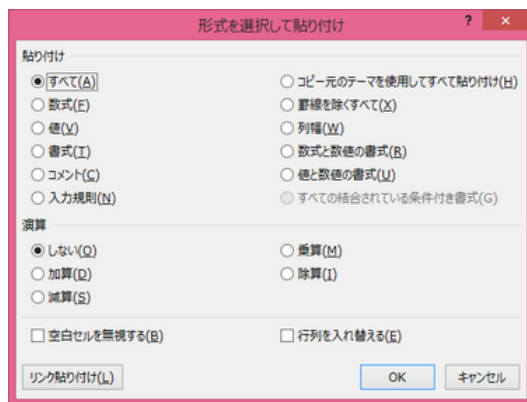 形式を選択して貼り付け ? ×
貼り付け
すべて(A) コピー元のテーマを使用してすべて貼り付け(H)
数式(F) 罫線を除くすべて(X)
値(V) 列幅(W)
書式(T) 数式と数値の書式(R)
コメント(C) 値と数値の書式(U)
入力規則(N) すべての結合されている条件付き書式(G)
演算
しない(O) 乗算(M)
加算(D) 除算(I)
減算(S)
空白セルを無視する(B) 行列を入れ替える(E)
リンク貼り付け(L) OK キャンセル